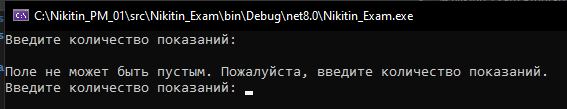 C:\Nikitin_PM_01\src\Nikitin_Exam\bin\Debug\net8.0\Nikitin_Exam.exe
Введите количество показаний:
Поле не может быть пустым. Пожалуйста, введите количество показаний.
Введите количество показаний: